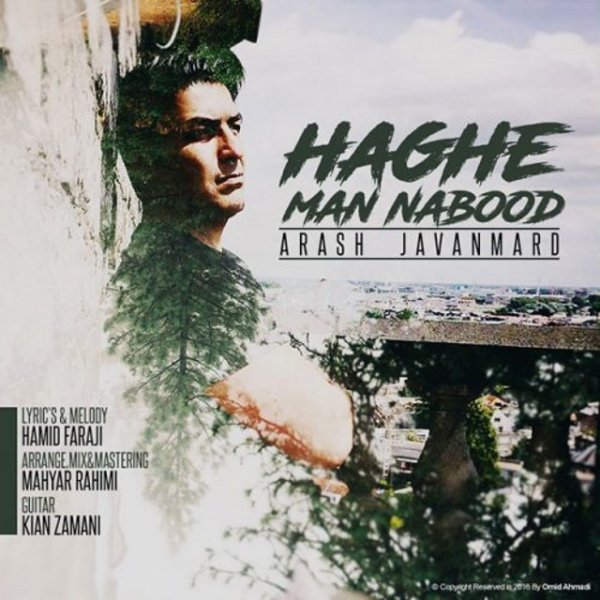 HAGHE
MAN NABOOD
ARASH JAVANMARD
LYRIC'S & MELODY
HAMID FARAJI
ARRANGE,MIX&MASTERING
MAHYAR RAHIMI
GUITAR
KIAN ZAMANI
© Copyright Reserved io 2016 By Omid Ahmadi